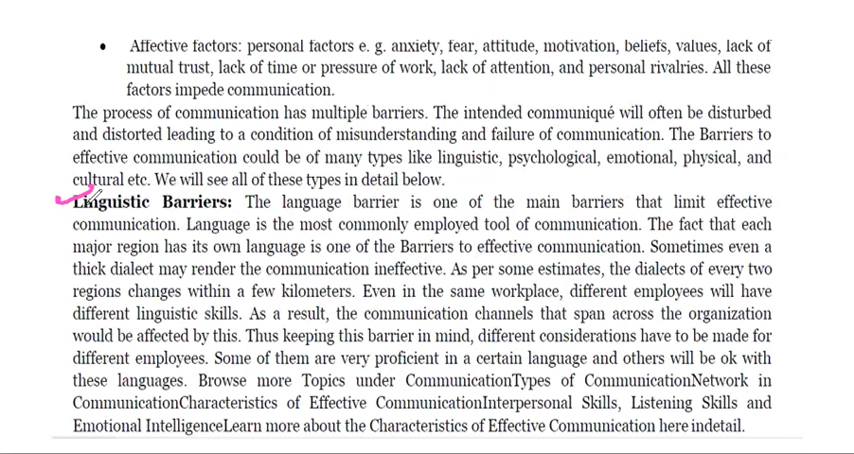 • Affective factors: personal factors e. g. anxiety, fear, attitude, motivation, beliefs, values, lack of
mutual trust, lack of time or pressure of work, lack of attention, and personal rivalries. All these
factors impede communication.
The process of communication has multiple barriers. The intended communiqué will often be disturbed
and distorted leading to a condition of misunderstanding and failure of communication. The Barriers to
effective communication could be of many types like linguistic, psychological, emotional, physical, and
cultural etc. We will see all of these types in detail below.
Linguistic Barriers: The language barrier is one of the main barriers that limit effective
communication. Language is the most commonly employed tool of communication. The fact that each
major region has its own language is one of the Barriers to effective communication. Sometimes even a
thick dialect may render the communication ineffective. As per some estimates, the dialects of every two
regions changes within a few kilometers. Even in the same workplace, different employees will have
different linguistic skills. As a result, the communication channels that span across the organization
would be affected by this. Thus keeping this barrier in mind, different considerations have to be made for
different employees. Some of them are very proficient in a certain language and others will be ok with
these languages. Browse more Topics under CommunicationTypes of CommunicationNetwork in
CommunicationCharacteristics of Effective CommunicationInterpersonal Skills, Listening Skills and
Emotional IntelligenceLearn more about the Characteristics of Effective Communication here indetail.